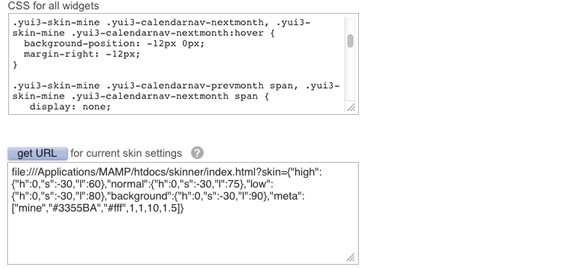 CSS for all widgets
.yui3-skin-mine .yui3-calendarnav-nextmonth, .yui3-
skin-mine .yui3-calendarnav-nextmonth:hover {
  background-position: -12px 0px;
  margin-right: -12px;
}
.yui3-skin-mine .yui3-calendarnav-prevmonth span, .yui3-
skin-mine .yui3-calendarnav-nextmonth span {
   display: none;
get URL for current skin settings ?
file:///Applications/MAMP/htdocs/skinner/index.html?skin={"high":
{"h":0,"s":-30,"l":60},"normal":{"h":0,"s":-30,"l":75},"low":
{"h":0,"s":-30,"l":80},"background":{"h":0,"s":-30,"l":90},"meta":
["mine","#3355BA","#fff",1,1,10,1.5]}